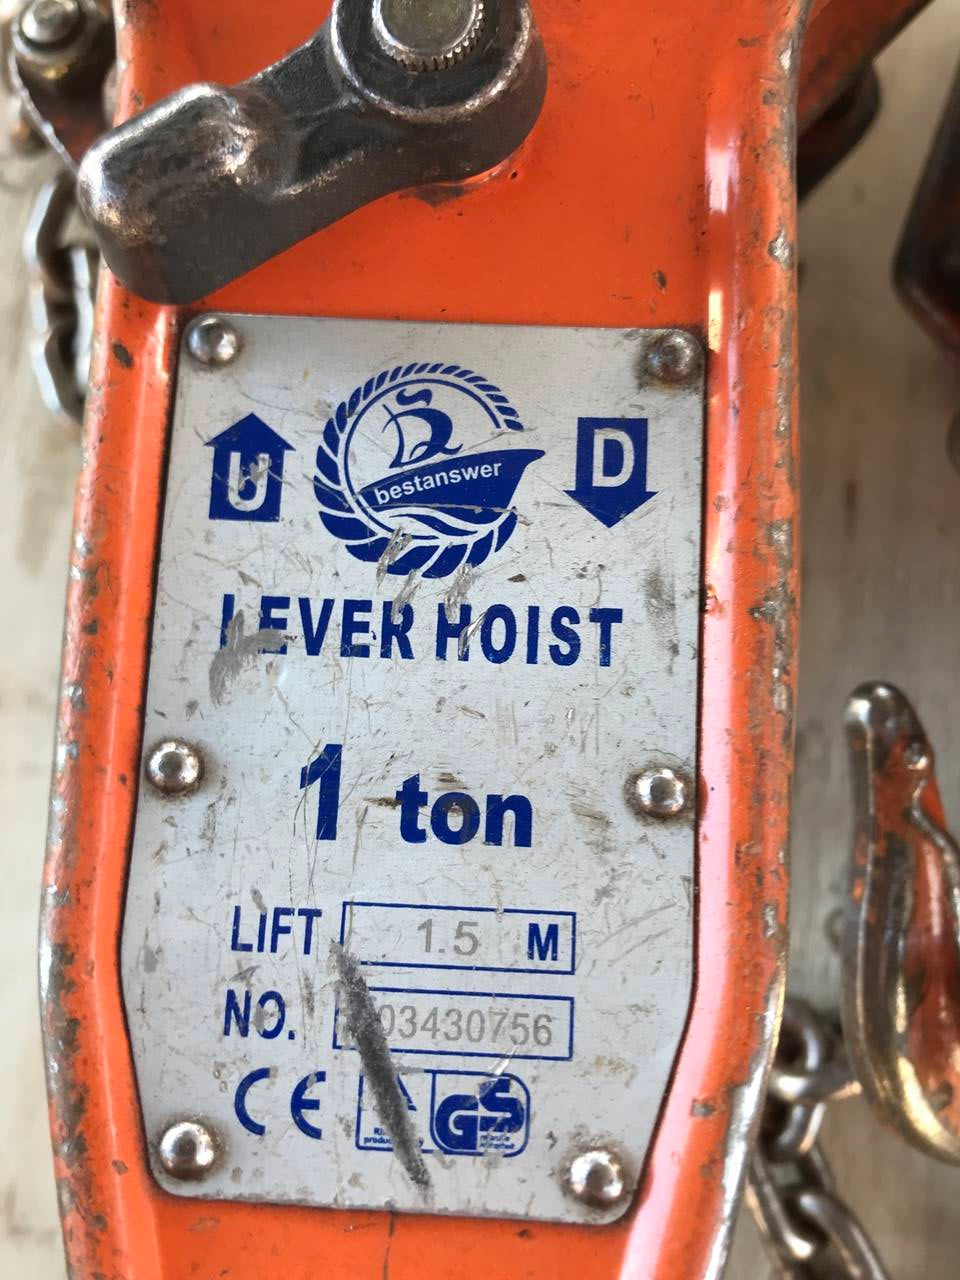 U
bestanswer
D
LEVER HOIST
1 ton
LIFT 1.5 M
NO.
CE
GS